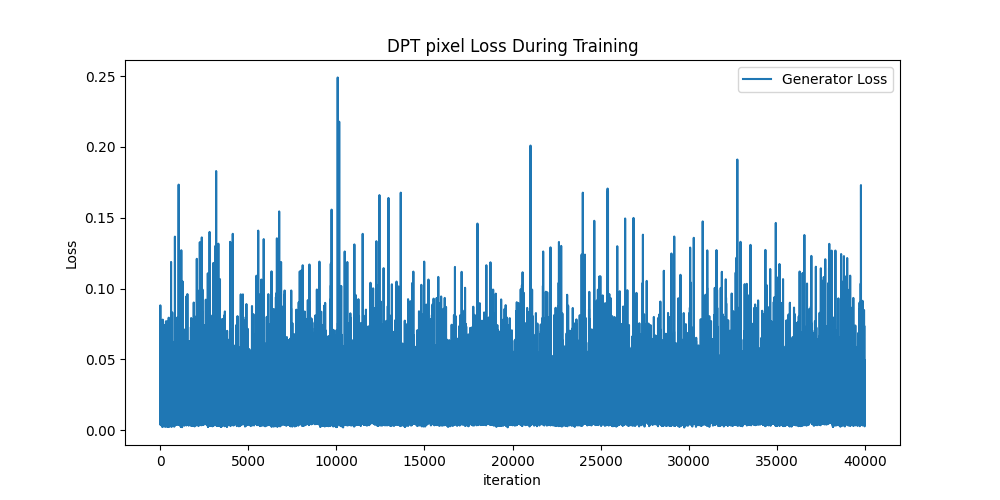 DPT pixel Loss During Training
Generator Loss
Loss
0.25
0.20
0.15
0.10
0.05
0.00
0 5000 10000 15000 20000 25000 30000 35000 40000
iteration